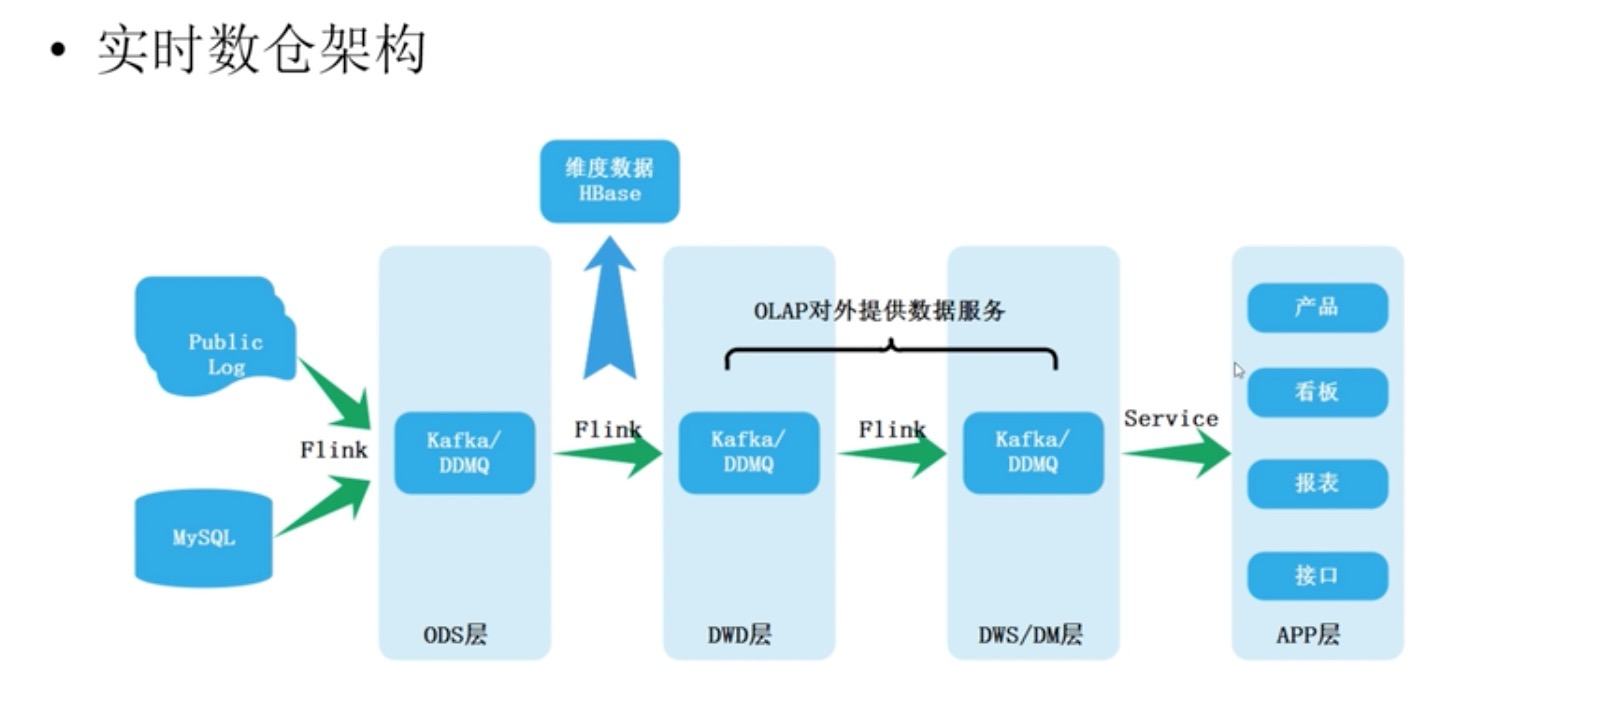 • 实时数仓架构
维度数据
HBase
Public
Log
MySQL
Flink
Kafka/
DDMQ
ODS层
Flink
Kafka/
DDMQ
DWD层
OLAP对外提供数据服务
Flink
Kafka/
DDMQ
DWS/DM层
Service
产品
看板
报表
接口
APP层